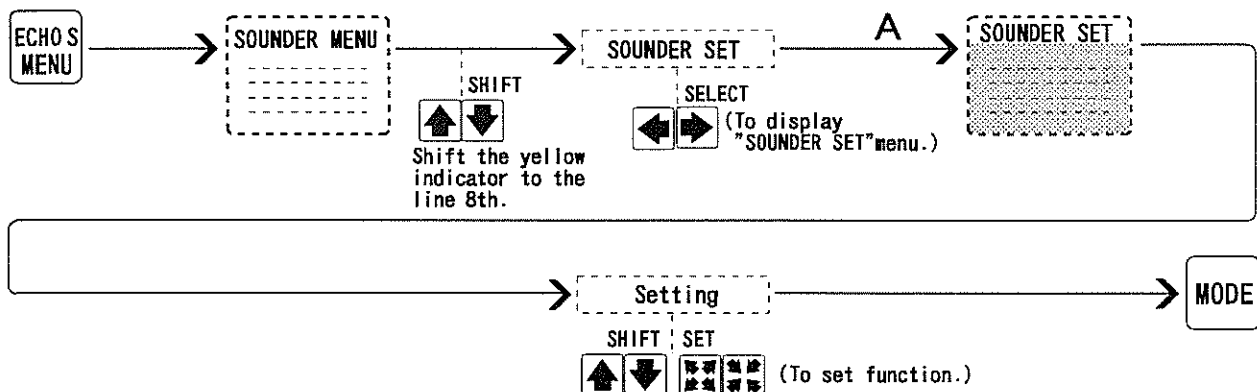 ECHO S
MENU
SOUNDER MENU
SHIFT
Shift the yellow
indicator to the
line 8th.
SOUNDER SET
SELECT
(To display
"SOUNDER SET"menu.)
A
SOUNDER SET
Setting
SHIFT
SET
(To set function.)
MODE